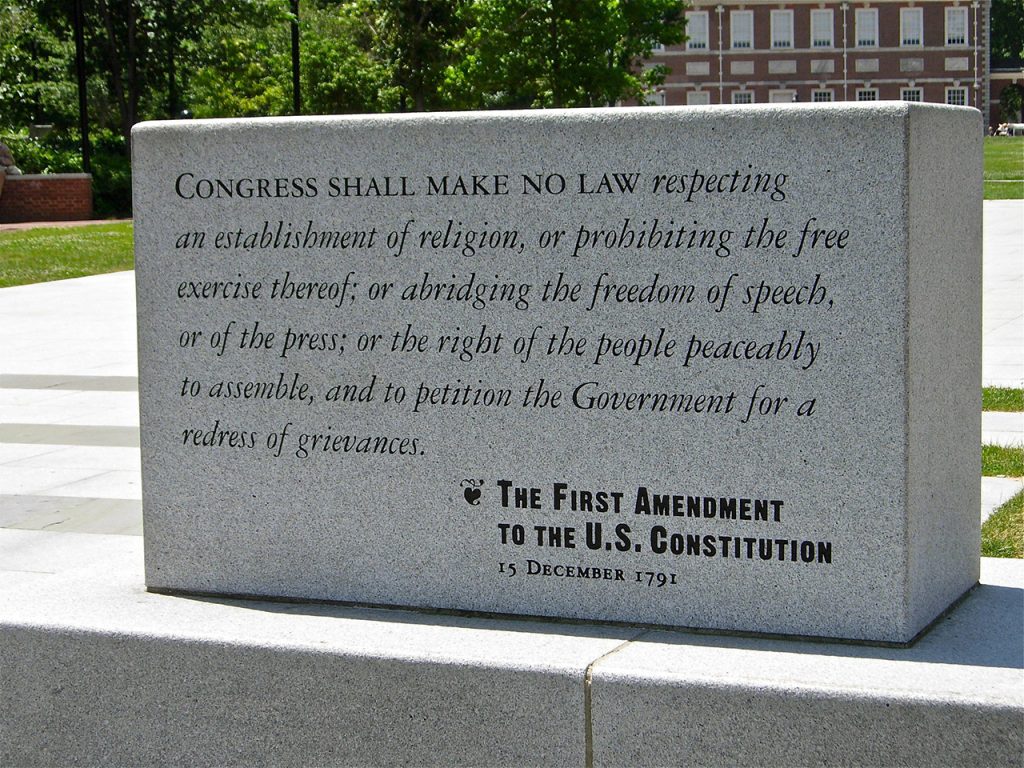 CONGRESS SHALL MAKE NO LAW respecting
an establishment of religion, or prohibiting the free
exercise thereof; or abridging the freedom of speech,
or of the press; or the right of the people peaceably
to assemble, and to petition the Government for a
redress of grievances.
❦ THE FIRST AMENDMENT
TO THE U.S. CONSTITUTION
15 DECEMBER 1791